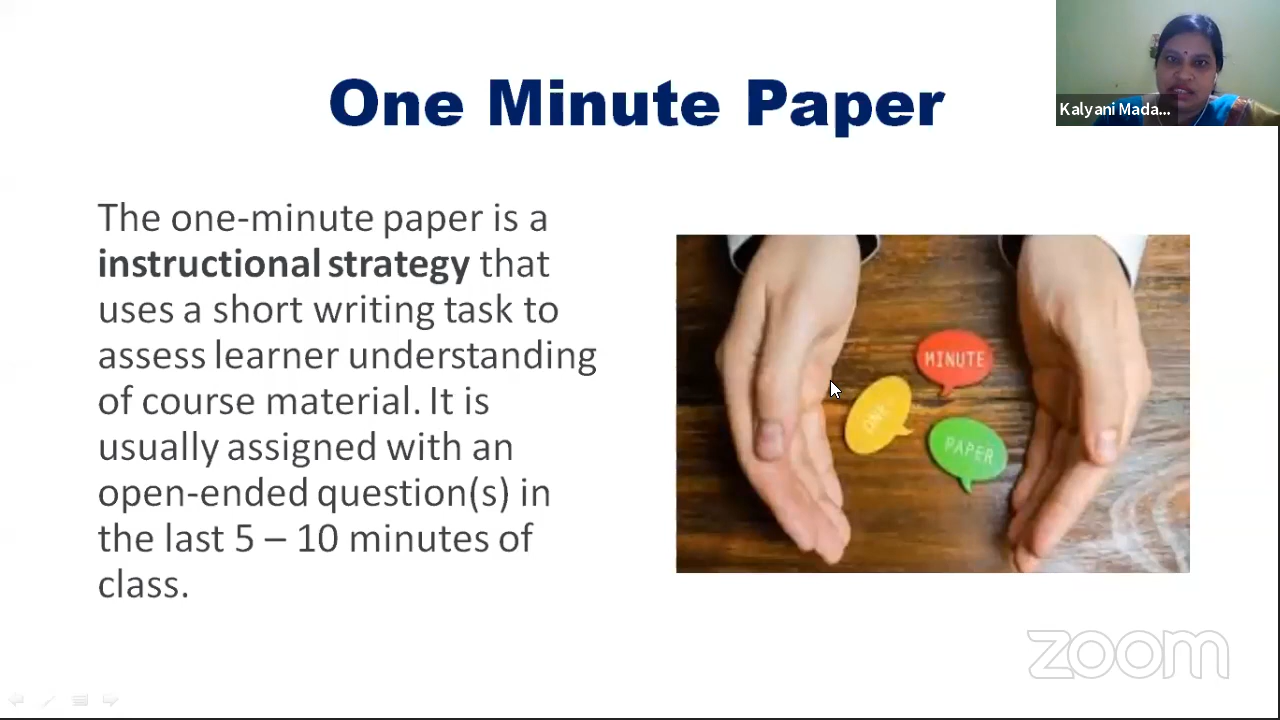 One Minute Paper
Kalyani Mada...
The one-minute paper is a
instructional strategy that
uses a short writing task to
assess learner understanding
of course material. It is
usually assigned with an
open-ended question(s) in
the last 5 – 10 minutes of
class.
MINUTE
ONE
PAPER
zoom